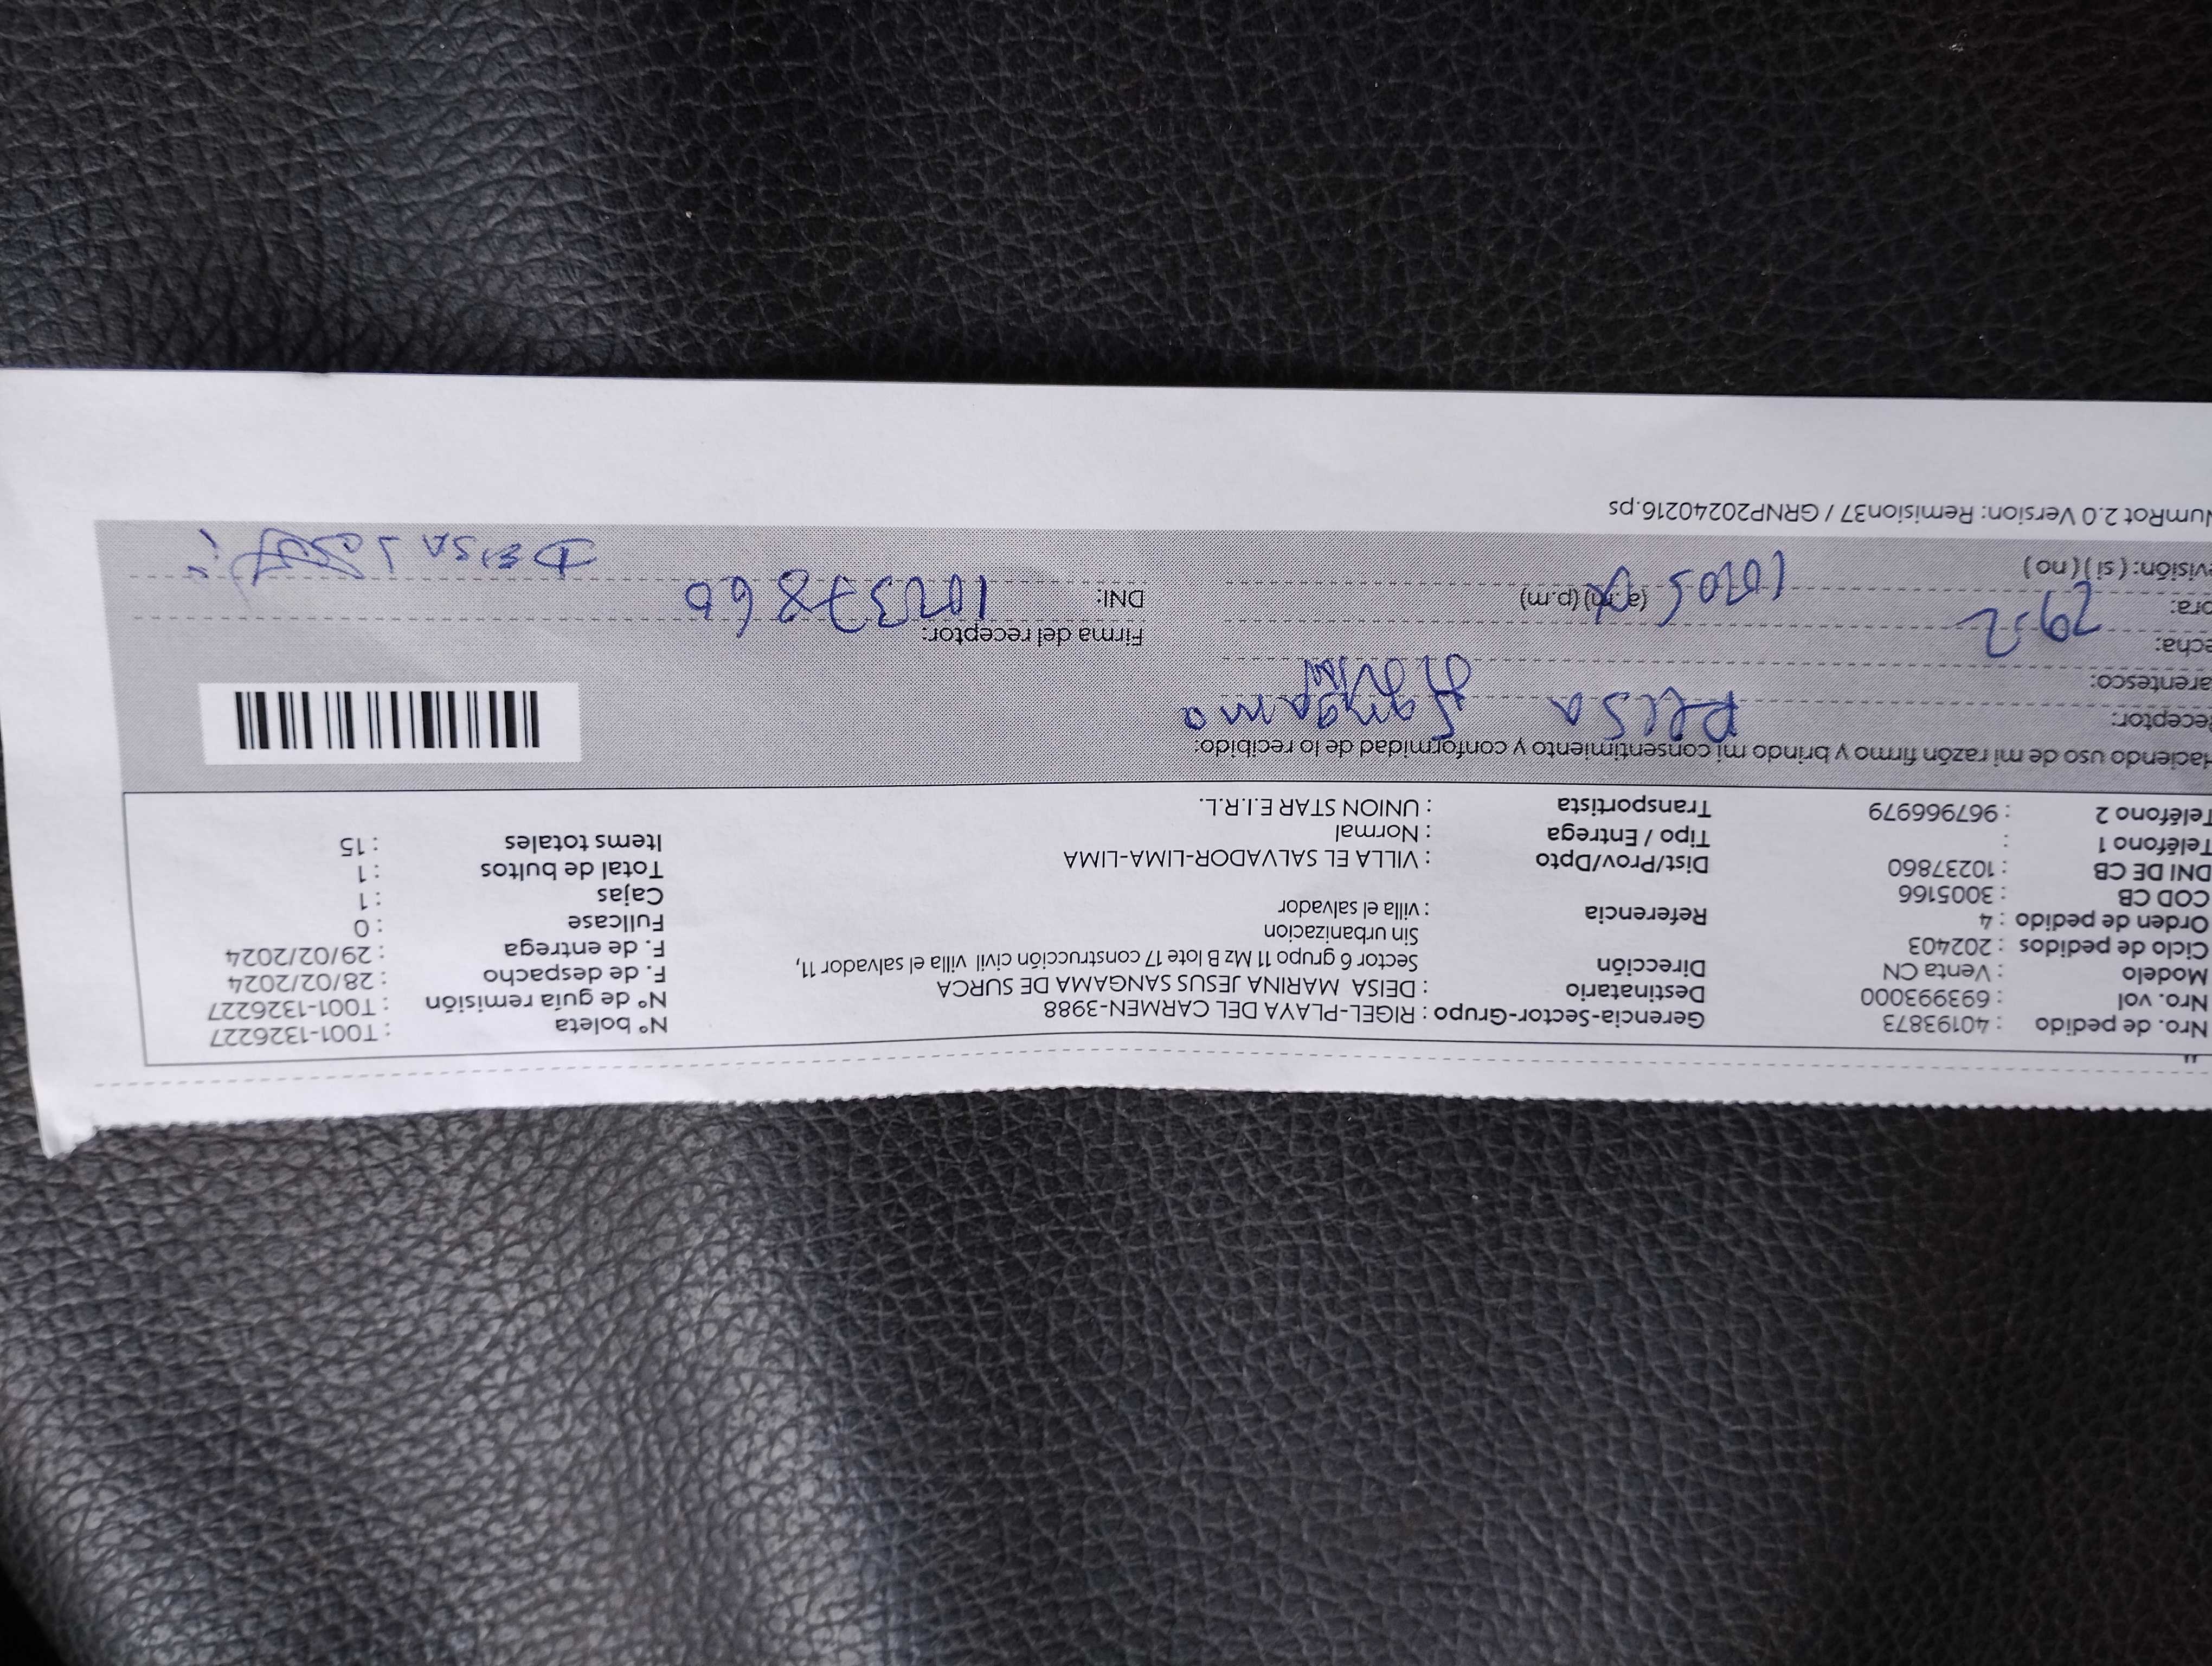 Nro. de pedido : 40193873 Gerencia-Sector-Grupo : RIGEL-PLAYA DEL CARMEN-3988 N° boleta : T001-1326227
Nro. vol : 693993000 Destinatario : DEISA MARINA JESUS SANGAMA DE SURCA N° de guía remisión : T001-1326227
Modelo : Venta CN Dirección Sector 6 grupo 11 Mz B lote 17 construcción civil villa el salvador 11, F. de despacho : 28/02/2024
Ciclo de pedidos : 202403 Sin urbanizacion F. de entrega : 29/02/2024
Orden de pedido : 4 Referencia : villa el salvador Fullcase : 0
COD CB : 3005166 Cajas : 1
DNI DE CB : 10237860 Dist/Prov/Dpto : VILLA EL SALVADOR-LIMA-LIMA Total de bultos : 1
Teléfono 1 : Tipo / Entrega : Normal Items totales : 15
Teléfono 2 : 967966979 Transportista : UNION STAR E.I.R.L.
Haciendo uso de mi razón firmo y brindo mi consentimiento y conformidad de lo recibido:
eceptor: Sangama
arentesco:
echa: 29-2 Firma del receptor:
ora: (a.m) (p.m) DNI: 10237860
evisión: ( si ) ( no ) DEISA
NumRot 2.0 Version: Remision37 / GRNP20240216.ps